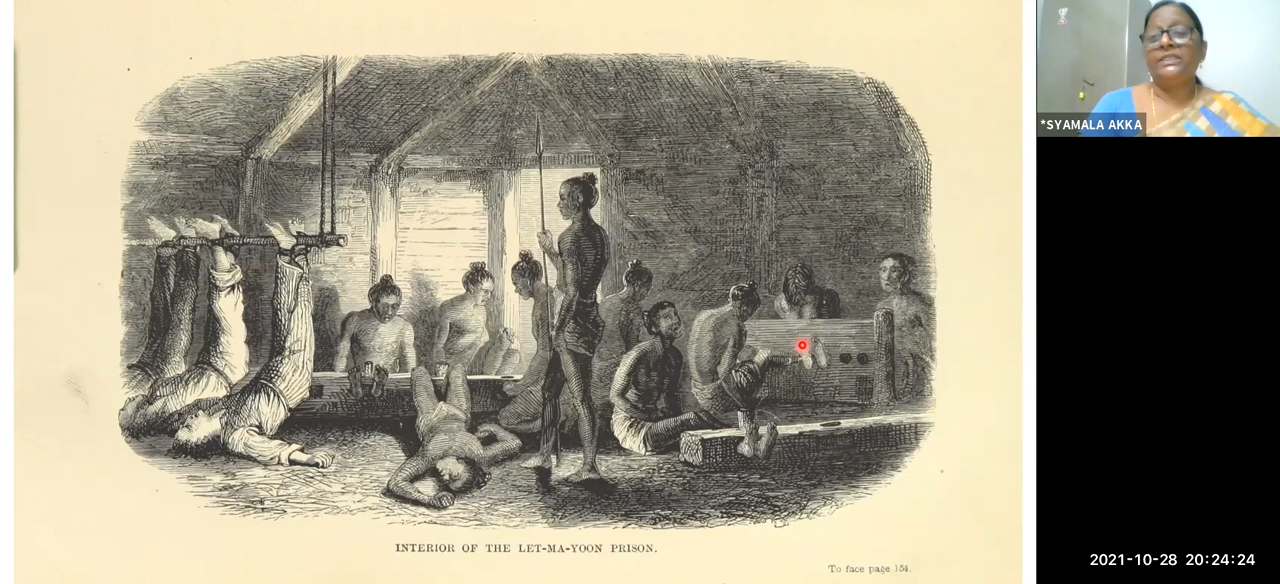 *SYAMALA AKKA
INTERIOR OF THE LET-MA-YOON PRISON.
To face page 154.
2021-10-28 20:24:24